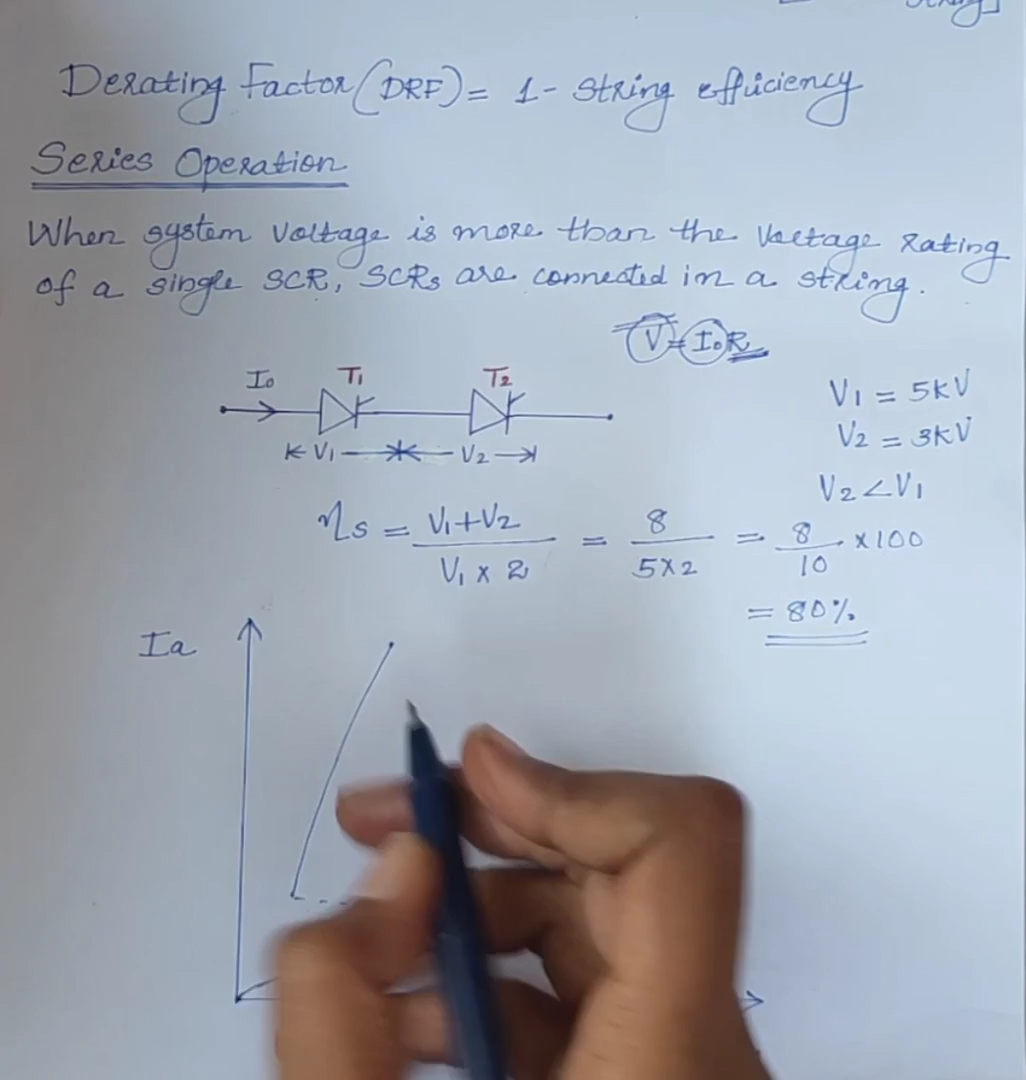 Derating Factor (DRF) = 1 - String efficiency
Series Operation
When system voltage is more than the voltage rating
of a single SCR, SCRs are connected in a string.
V = I₀R
I₀ T₁ T₂
V₁ V₂
V₁ = 5kV
V₂ = 3kV
V₂ < V₁
ηs = (V₁+V₂)/(V₁ × 2) = 8/(5×2) = 8/10 × 100
= 80%
Ia